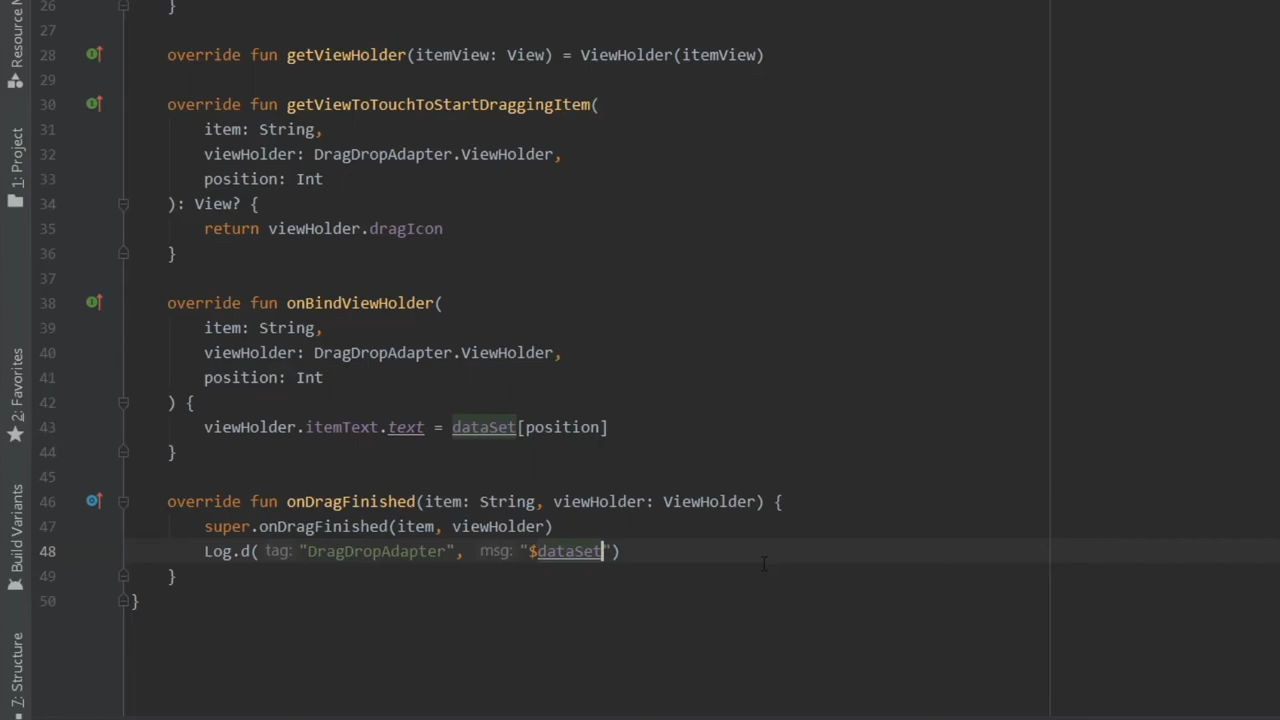 26 }
27
28 override fun getViewHolder(itemView: View) = ViewHolder(itemView)
29
30 override fun getViewToTouchToStartDraggingItem(
31 item: String,
32 viewHolder: DragDropAdapter.ViewHolder,
33 position: Int
34 ): View? {
35 return viewHolder.dragIcon
36 }
37
38 override fun onBindViewHolder(
39 item: String,
40 viewHolder: DragDropAdapter.ViewHolder,
41 position: Int
42 ) {
43 viewHolder.itemText.text = dataSet[position]
44 }
45
46 override fun onDragFinished(item: String, viewHolder: ViewHolder) {
47 super.onDragFinished(item, viewHolder)
48 Log.d( tag: "DragDropAdapter", msg: "$dataSet")
49 }
50 }
Resource
1: Project
2: Favorites
Build Variants
7: Structure